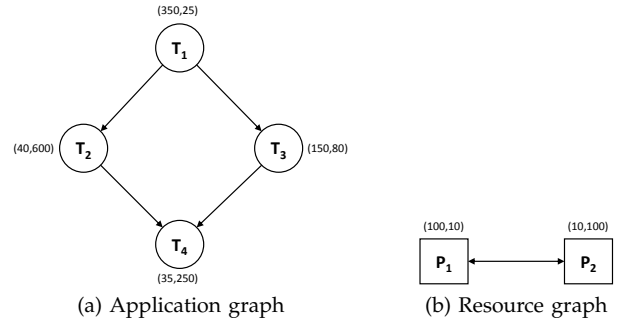 (350,25)
T1
(40,600) T2 T3 (150,80)
T4
(35,250)
(100,10) (10,100)
P1 P2
(a) Application graph (b) Resource graph